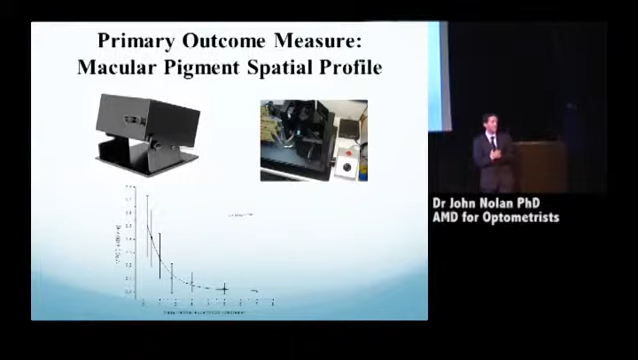 Primary Outcome Measure:
Macular Pigment Spatial Profile
Dr John Nolan PhD
AMD for Optometrists